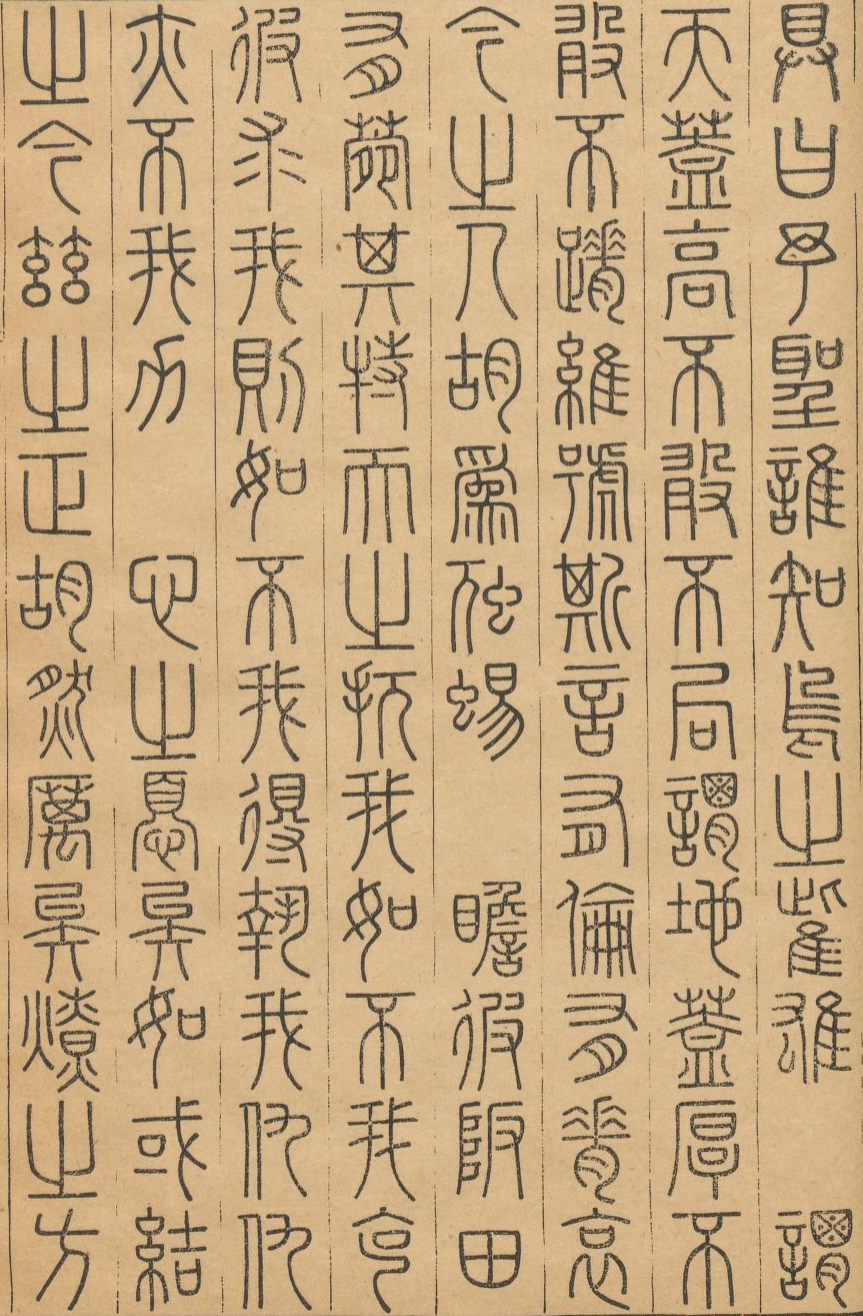 具曰予聖誰知烏之雌雄　謂
天蓋高不敢不局謂地蓋厚不
敢不蹐維號斯言有倫有脊哀
今之人胡爲虺蜴　瞻彼阪田
有菀其特而之扤我如不我克
彼求我則如不我得執我仇仇
亦不我力　心之憂矣如或結
之今茲之正胡然厲矣燎之方